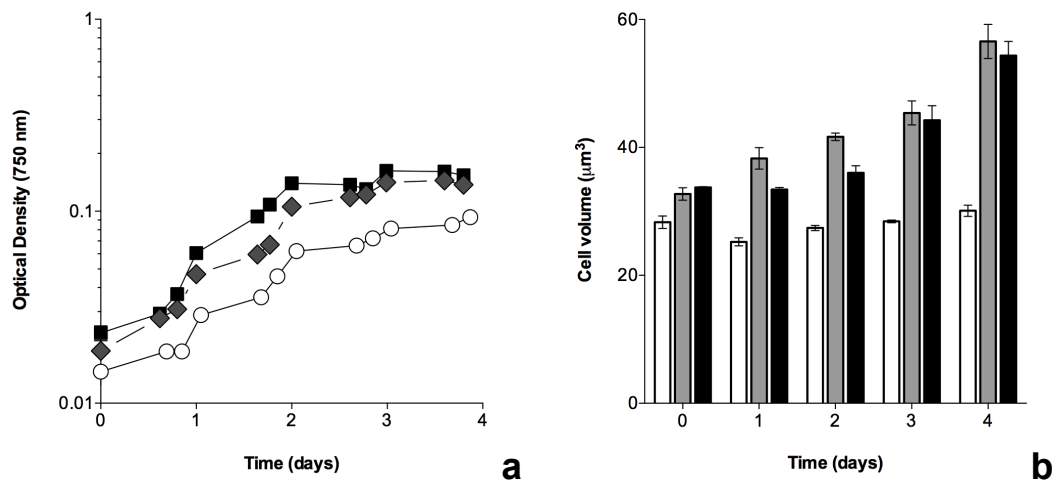 1
0.1
0.01
Optical Density (750 nm)
0 1 2 3 4
Time (days)
a
60
40
20
0
Cell volume (μm³)
0 1 2 3 4
Time (days)
b